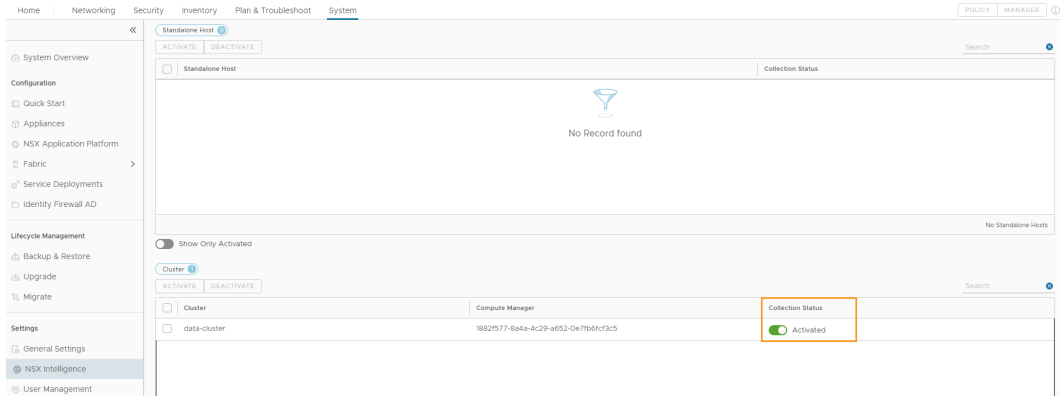 Home Networking Security Inventory Plan & Troubleshoot System POLICY MANAGER
«
Standalone Host 0
ACTIVATE DEACTIVATE Search
System Overview
Standalone Host Collection Status
Configuration
Quick Start
Appliances
NSX Application Platform
Fabric
Service Deployments
Identity Firewall AD
No Record found
No Standalone Hosts
Lifecycle Management
Backup & Restore
Upgrade
Migrate
Show Only Activated
Cluster 1
ACTIVATE DEACTIVATE Search
Cluster Compute Manager Collection Status
data-cluster 1882f577-8a4a-4c29-a652-0e7fb6fcf3c5 Activated
Settings
General Settings
NSX Intelligence
User Management